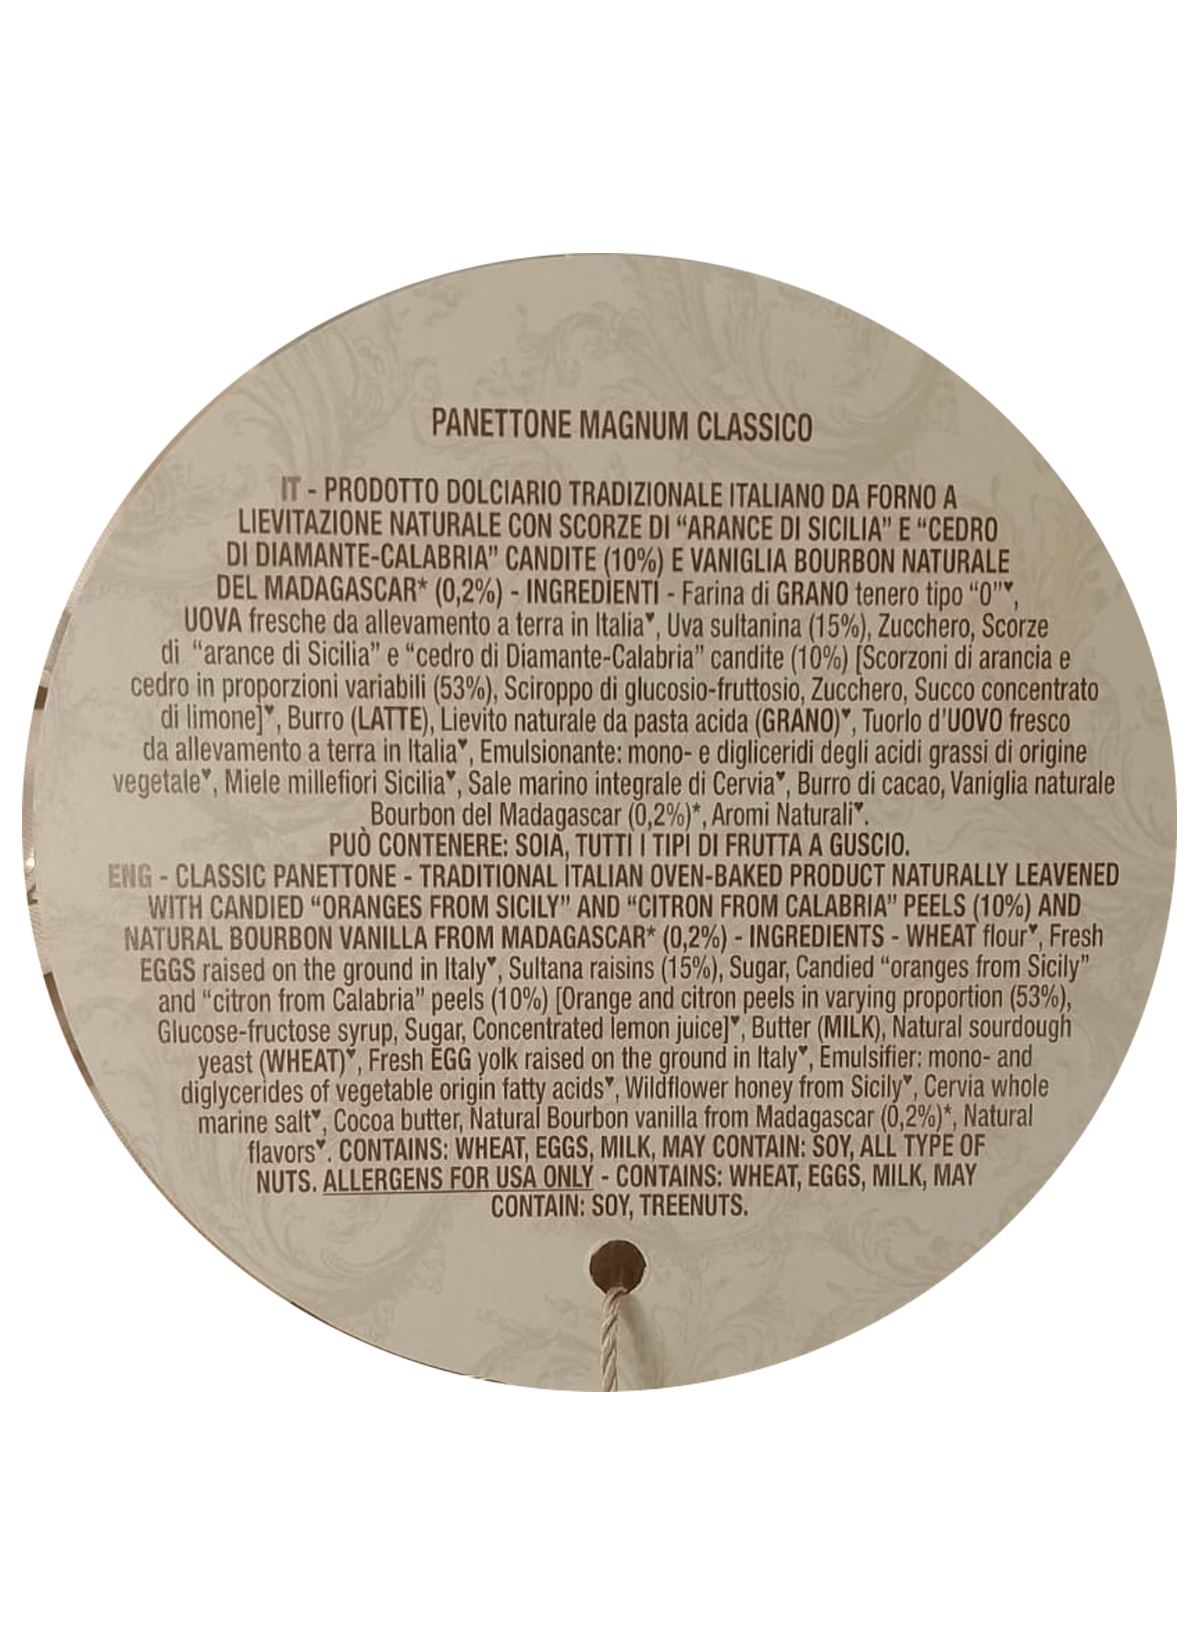 PANETTONE MAGNUM CLASSICO
IT - PRODOTTO DOLCIARIO TRADIZIONALE ITALIANO DA FORNO A
LIEVITAZIONE NATURALE CON SCORZE DI “ARANCE DI SICILIA” E “CEDRO
DI DIAMANTE-CALABRIA” CANDITE (10%) E VANIGLIA BOURBON NATURALE
DEL MADAGASCAR* (0,2%) - INGREDIENTI - Farina di GRANO tenero tipo “0”♥,
UOVA fresche da allevamento a terra in Italia♥, Uva sultanina (15%), Zucchero, Scorze
di “arance di Sicilia” e “cedro di Diamante-Calabria” candite (10%) [Scorzoni di arancia e
cedro in proporzioni variabili (53%), Sciroppo di glucosio-fruttosio, Zucchero, Succo concentrato
di limone]♥, Burro (LATTE), Lievito naturale da pasta acida (GRANO)♥, Tuorlo d’UOVO fresco
da allevamento a terra in Italia♥, Emulsionante: mono- e digliceridi degli acidi grassi di origine
vegetale♥, Miele millefiori Sicilia♥, Sale marino integrale di Cervia♥, Burro di cacao, Vaniglia naturale
Bourbon del Madagascar (0,2%)*, Aromi Naturali♥.
PUÒ CONTENERE: SOIA, TUTTI I TIPI DI FRUTTA A GUSCIO.
ENG - CLASSIC PANETTONE - TRADITIONAL ITALIAN OVEN-BAKED PRODUCT NATURALLY LEAVENED
WITH CANDIED “ORANGES FROM SICILY” AND “CITRON FROM CALABRIA” PEELS (10%) AND
NATURAL BOURBON VANILLA FROM MADAGASCAR* (0,2%) - INGREDIENTS - WHEAT flour♥, Fresh
EGGS raised on the ground in Italy♥, Sultana raisins (15%), Sugar, Candied “oranges from Sicily”
and “citron from Calabria” peels (10%) [Orange and citron peels in varying proportion (53%),
Glucose-fructose syrup, Sugar, Concentrated lemon juice]♥, Butter (MILK), Natural sourdough
yeast (WHEAT)♥, Fresh EGG yolk raised on the ground in Italy♥, Emulsifier: mono- and
diglycerides of vegetable origin fatty acids♥, Wildflower honey from Sicily♥, Cervia whole
marine salt♥, Cocoa butter, Natural Bourbon vanilla from Madagascar (0,2%)*, Natural
flavors♥. CONTAINS: WHEAT, EGGS, MILK, MAY CONTAIN: SOY, ALL TYPE OF
NUTS. ALLERGENS FOR USA ONLY - CONTAINS: WHEAT, EGGS, MILK, MAY
CONTAIN: SOY, TREENUTS.